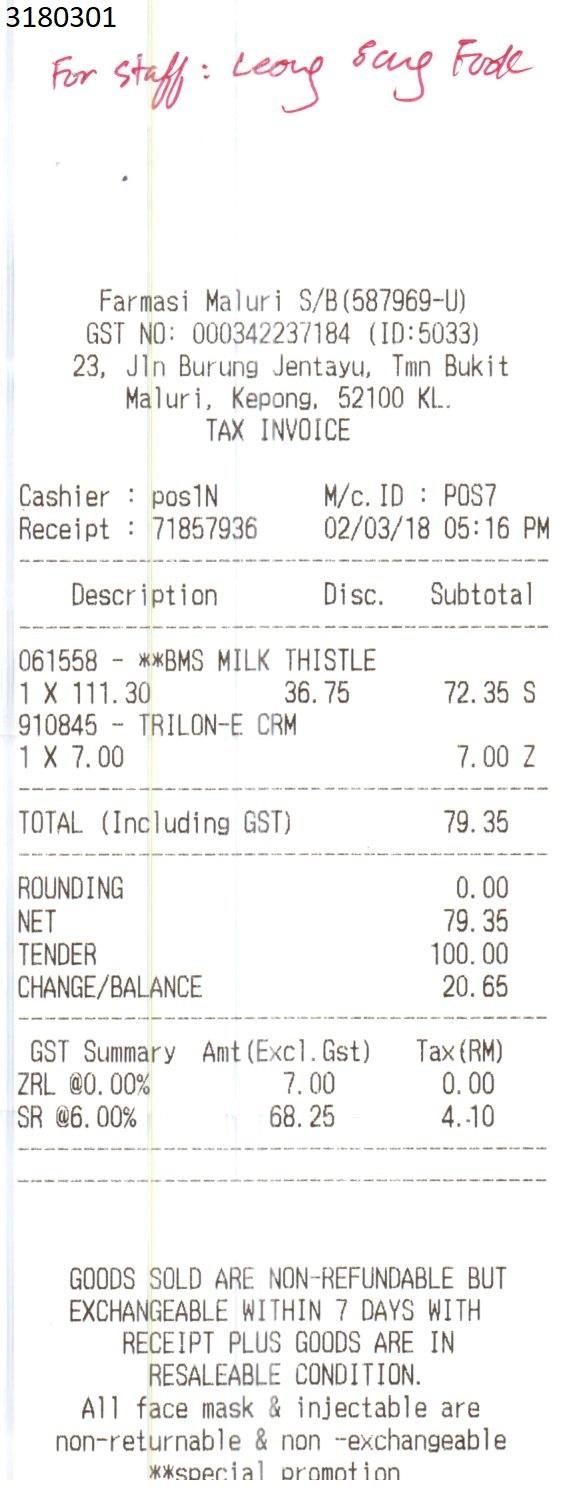 3180301
For staff: Leong Sang Fook
Farmasi Maluri S/B(587969-U)
GST NO: 000342237184 (ID:5033)
23, Jln Burung Jentayu, Tmn Bukit
Maluri, Kepong, 52100 KL.
TAX INVOICE
Cashier : pos1N M/c.ID : POS7
Receipt : 71857936 02/03/18 05:16 PM
Description Disc. Subtotal
061558 - **BMS MILK THISTLE
1 X 111.30 36.75 72.35 S
910845 - TRILON-E CRM
1 X 7.00 7.00 Z
TOTAL (Including GST) 79.35
ROUNDING 0.00
NET 79.35
TENDER 100.00
CHANGE/BALANCE 20.65
GST Summary Amt(Excl.Gst) Tax(RM)
ZRL @0.00% 7.00 0.00
SR @6.00% 68.25 4.10
GOODS SOLD ARE NON-REFUNDABLE BUT
EXCHANGEABLE WITHIN 7 DAYS WITH
RECEIPT PLUS GOODS ARE IN
RESALEABLE CONDITION.
All face mask & injectable are
non-returnable & non -exchangeable
**special promotion